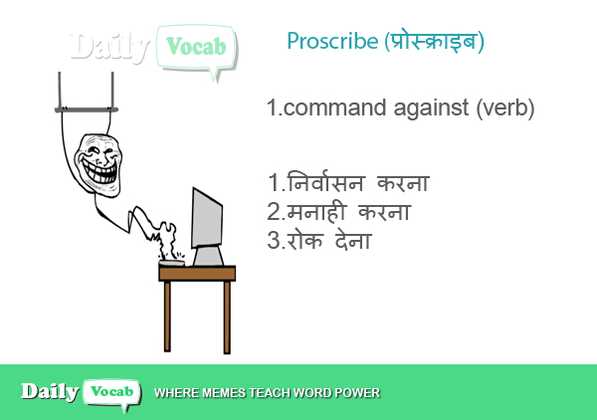 Daily Vocab
Proscribe (प्रोस्क्राइब)
1.command against (verb)
1.निर्वासन करना
2.मनाही करना
3.रोक देना
Daily Vocab WHERE MEMES TEACH WORD POWER